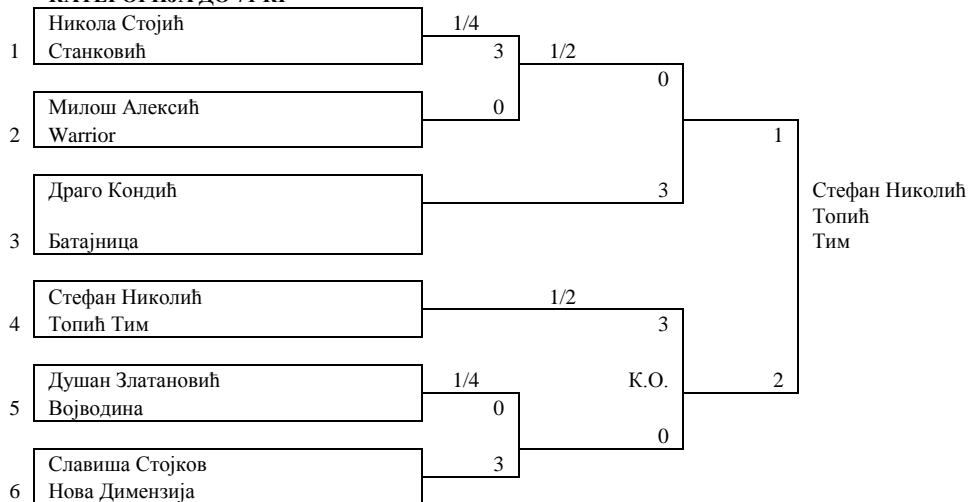 Никола Стојић
1/4
1
Станковић
3
1/2
0
Милош Алексић
0
2
Warrior
1
Драго Кондић
3
Стефан Николић
Топић
3
Батајница
Тим
Стефан Николић
1/2
4
Топић Тим
3
Душан Златановић
1/4
К.О.
2
5
Војводина
0
0
Славиша Стојков
3
6
Нова Димензија